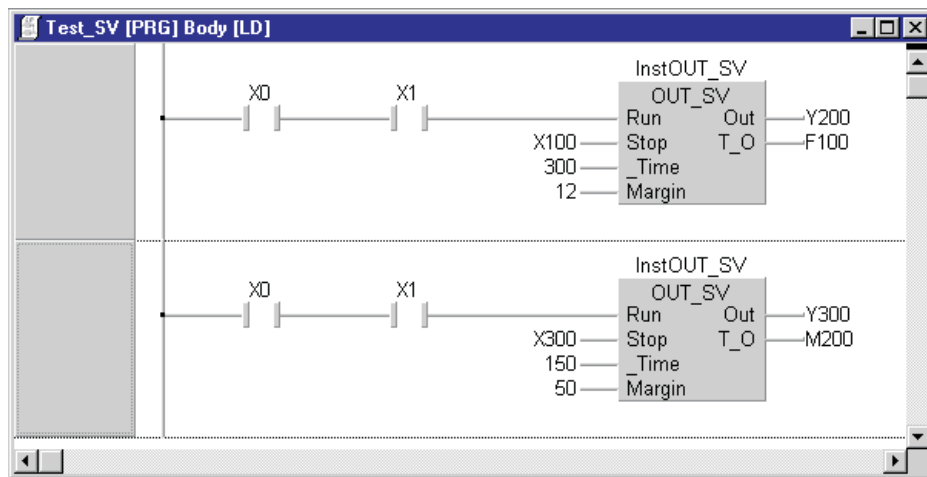 Test_SV [PRG] Body [LD]
InstOUT_SV
X0 X1 OUT_SV
Run Out Y200
X100 Stop T_O F100
300 _Time
12 Margin
InstOUT_SV
X0 X1 OUT_SV
Run Out Y300
X300 Stop T_O M200
150 _Time
50 Margin